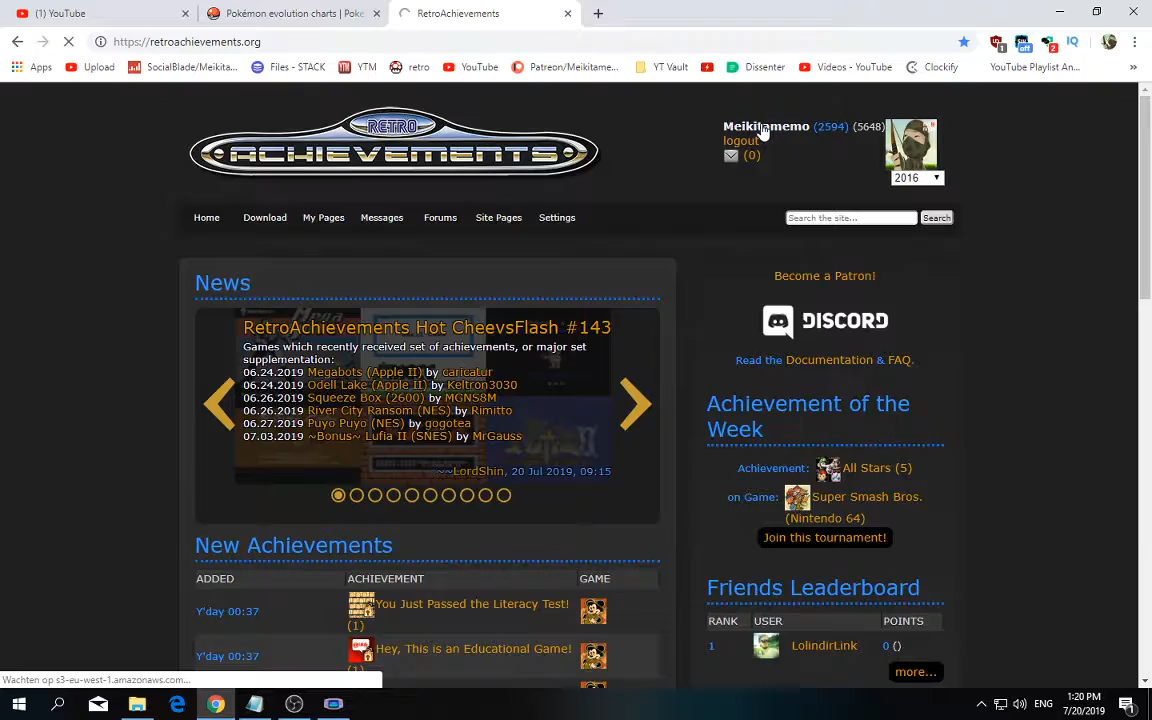 (1) YouTube
Pokémon evolution charts | Poké
RetroAchievements
https://retroachievements.org
Apps
Upload
SocialBlade/Meikita...
Files - STACK
YTM
retro
YouTube
Patreon/Meikitame...
YT Vault
Dissenter
Videos - YouTube
Clockify
YouTube Playlist An...
RETRO
ACHIEVEMENTS
Meikitamemo (2594) (5648)
logout
(0)
2016
Home
Download
My Pages
Messages
Forums
Site Pages
Settings
Search the site...
Search
News
RetroAchievements Hot CheevsFlash #143
Games which recently received set of achievements, or major set
supplementation:
06.24.2019 Megabots (Apple II) by caricatur
06.24.2019 Odell Lake (Apple II) by Keltron3030
06.26.2019 Squeeze Box (2600) by MGNS8M
06.26.2019 River City Ransom (NES) by Rimitto
06.27.2019 Puyo Puyo (NES) by gogotea
07.03.2019 ~Bonus~ Lufia II (SNES) by MrGauss
~~LordShin, 20 Jul 2019, 09:15
New Achievements
ADDED
ACHIEVEMENT
GAME
Y'day 00:37
You Just Passed the Literacy Test!
(1)
Y'day 00:37
Hey, This is an Educational Game!
(1)
Become a Patron!
DISCORD
Read the Documentation & FAQ.
Achievement of the
Week
Achievement:
All Stars (5)
on Game:
Super Smash Bros.
(Nintendo 64)
Join this tournament!
Friends Leaderboard
RANK
USER
POINTS
1
LolindirLink
0 ()
more...
Wachten op s3-eu-west-1.amazonaws.com...
ENG
1:20 PM
7/20/2019